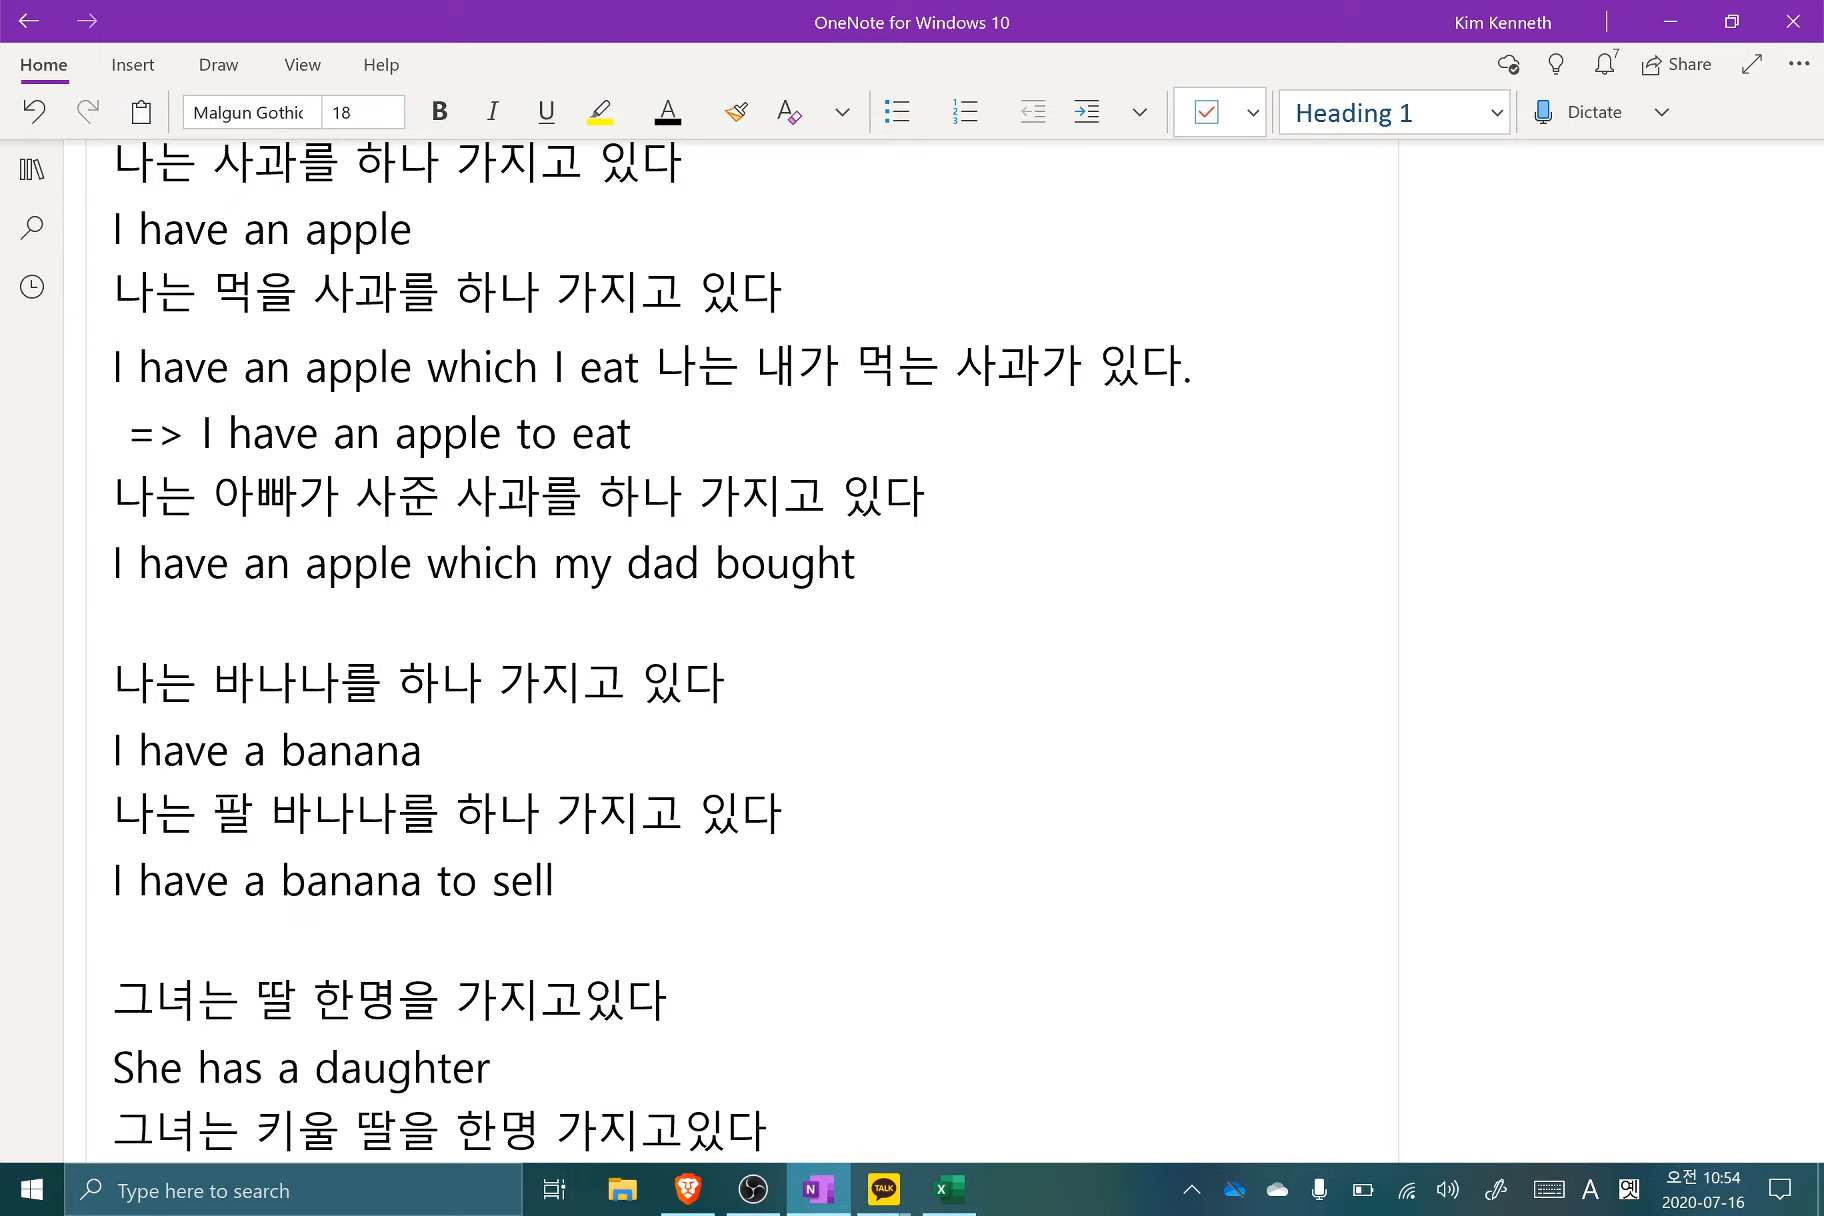 OneNote for Windows 10
Kim Kenneth
Home Insert Draw View Help
7
Share
Malgun Gothic 18 B I U A A Heading 1 Dictate
나는 사과를 하나 가지고 있다
I have an apple
나는 먹을 사과를 하나 가지고 있다
I have an apple which I eat 나는 내가 먹는 사과가 있다.
=> I have an apple to eat
나는 아빠가 사준 사과를 하나 가지고 있다
I have an apple which my dad bought
나는 바나나를 하나 가지고 있다
I have a banana
나는 팔 바나나를 하나 가지고 있다
I have a banana to sell
그녀는 딸 한명을 가지고있다
She has a daughter
그녀는 키울 딸을 한명 가지고있다
Type here to search
N
TALK
X
A
옛
오전 10:54
2020-07-16